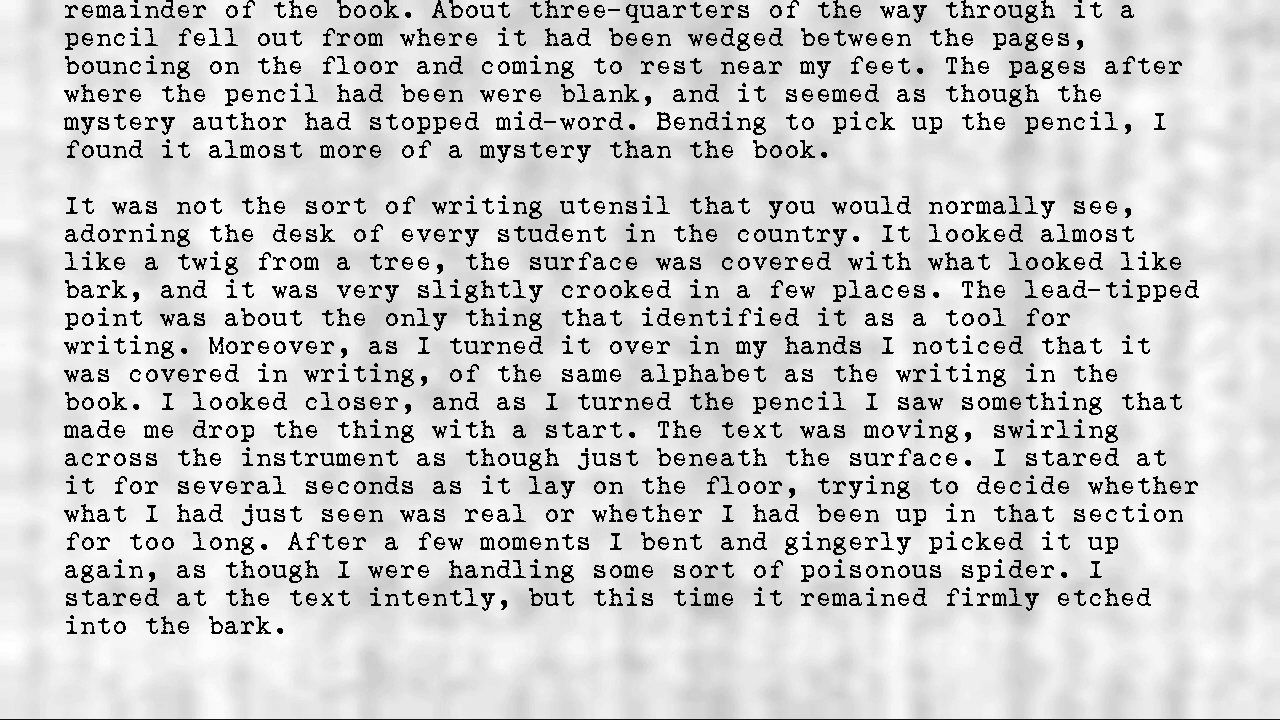 remainder of the book. About three-quarters of the way through it a
pencil fell out from where it had been wedged between the pages,
bouncing on the floor and coming to rest near my feet. The pages after
where the pencil had been were blank, and it seemed as though the
mystery author had stopped mid-word. Bending to pick up the pencil, I
found it almost more of a mystery than the book.

It was not the sort of writing utensil that you would normally see,
adorning the desk of every student in the country. It looked almost
like a twig from a tree, the surface was covered with what looked like
bark, and it was very slightly crooked in a few places. The lead-tipped
point was about the only thing that identified it as a tool for
writing. Moreover, as I turned it over in my hands I noticed that it
was covered in writing, of the same alphabet as the writing in the
book. I looked closer, and as I turned the pencil I saw something that
made me drop the thing with a start. The text was moving, swirling
across the instrument as though just beneath the surface. I stared at
it for several seconds as it lay on the floor, trying to decide whether
what I had just seen was real or whether I had been up in that section
for too long. After a few moments I bent and gingerly picked it up
again, as though I were handling some sort of poisonous spider. I
stared at the text intently, but this time it remained firmly etched
into the bark.